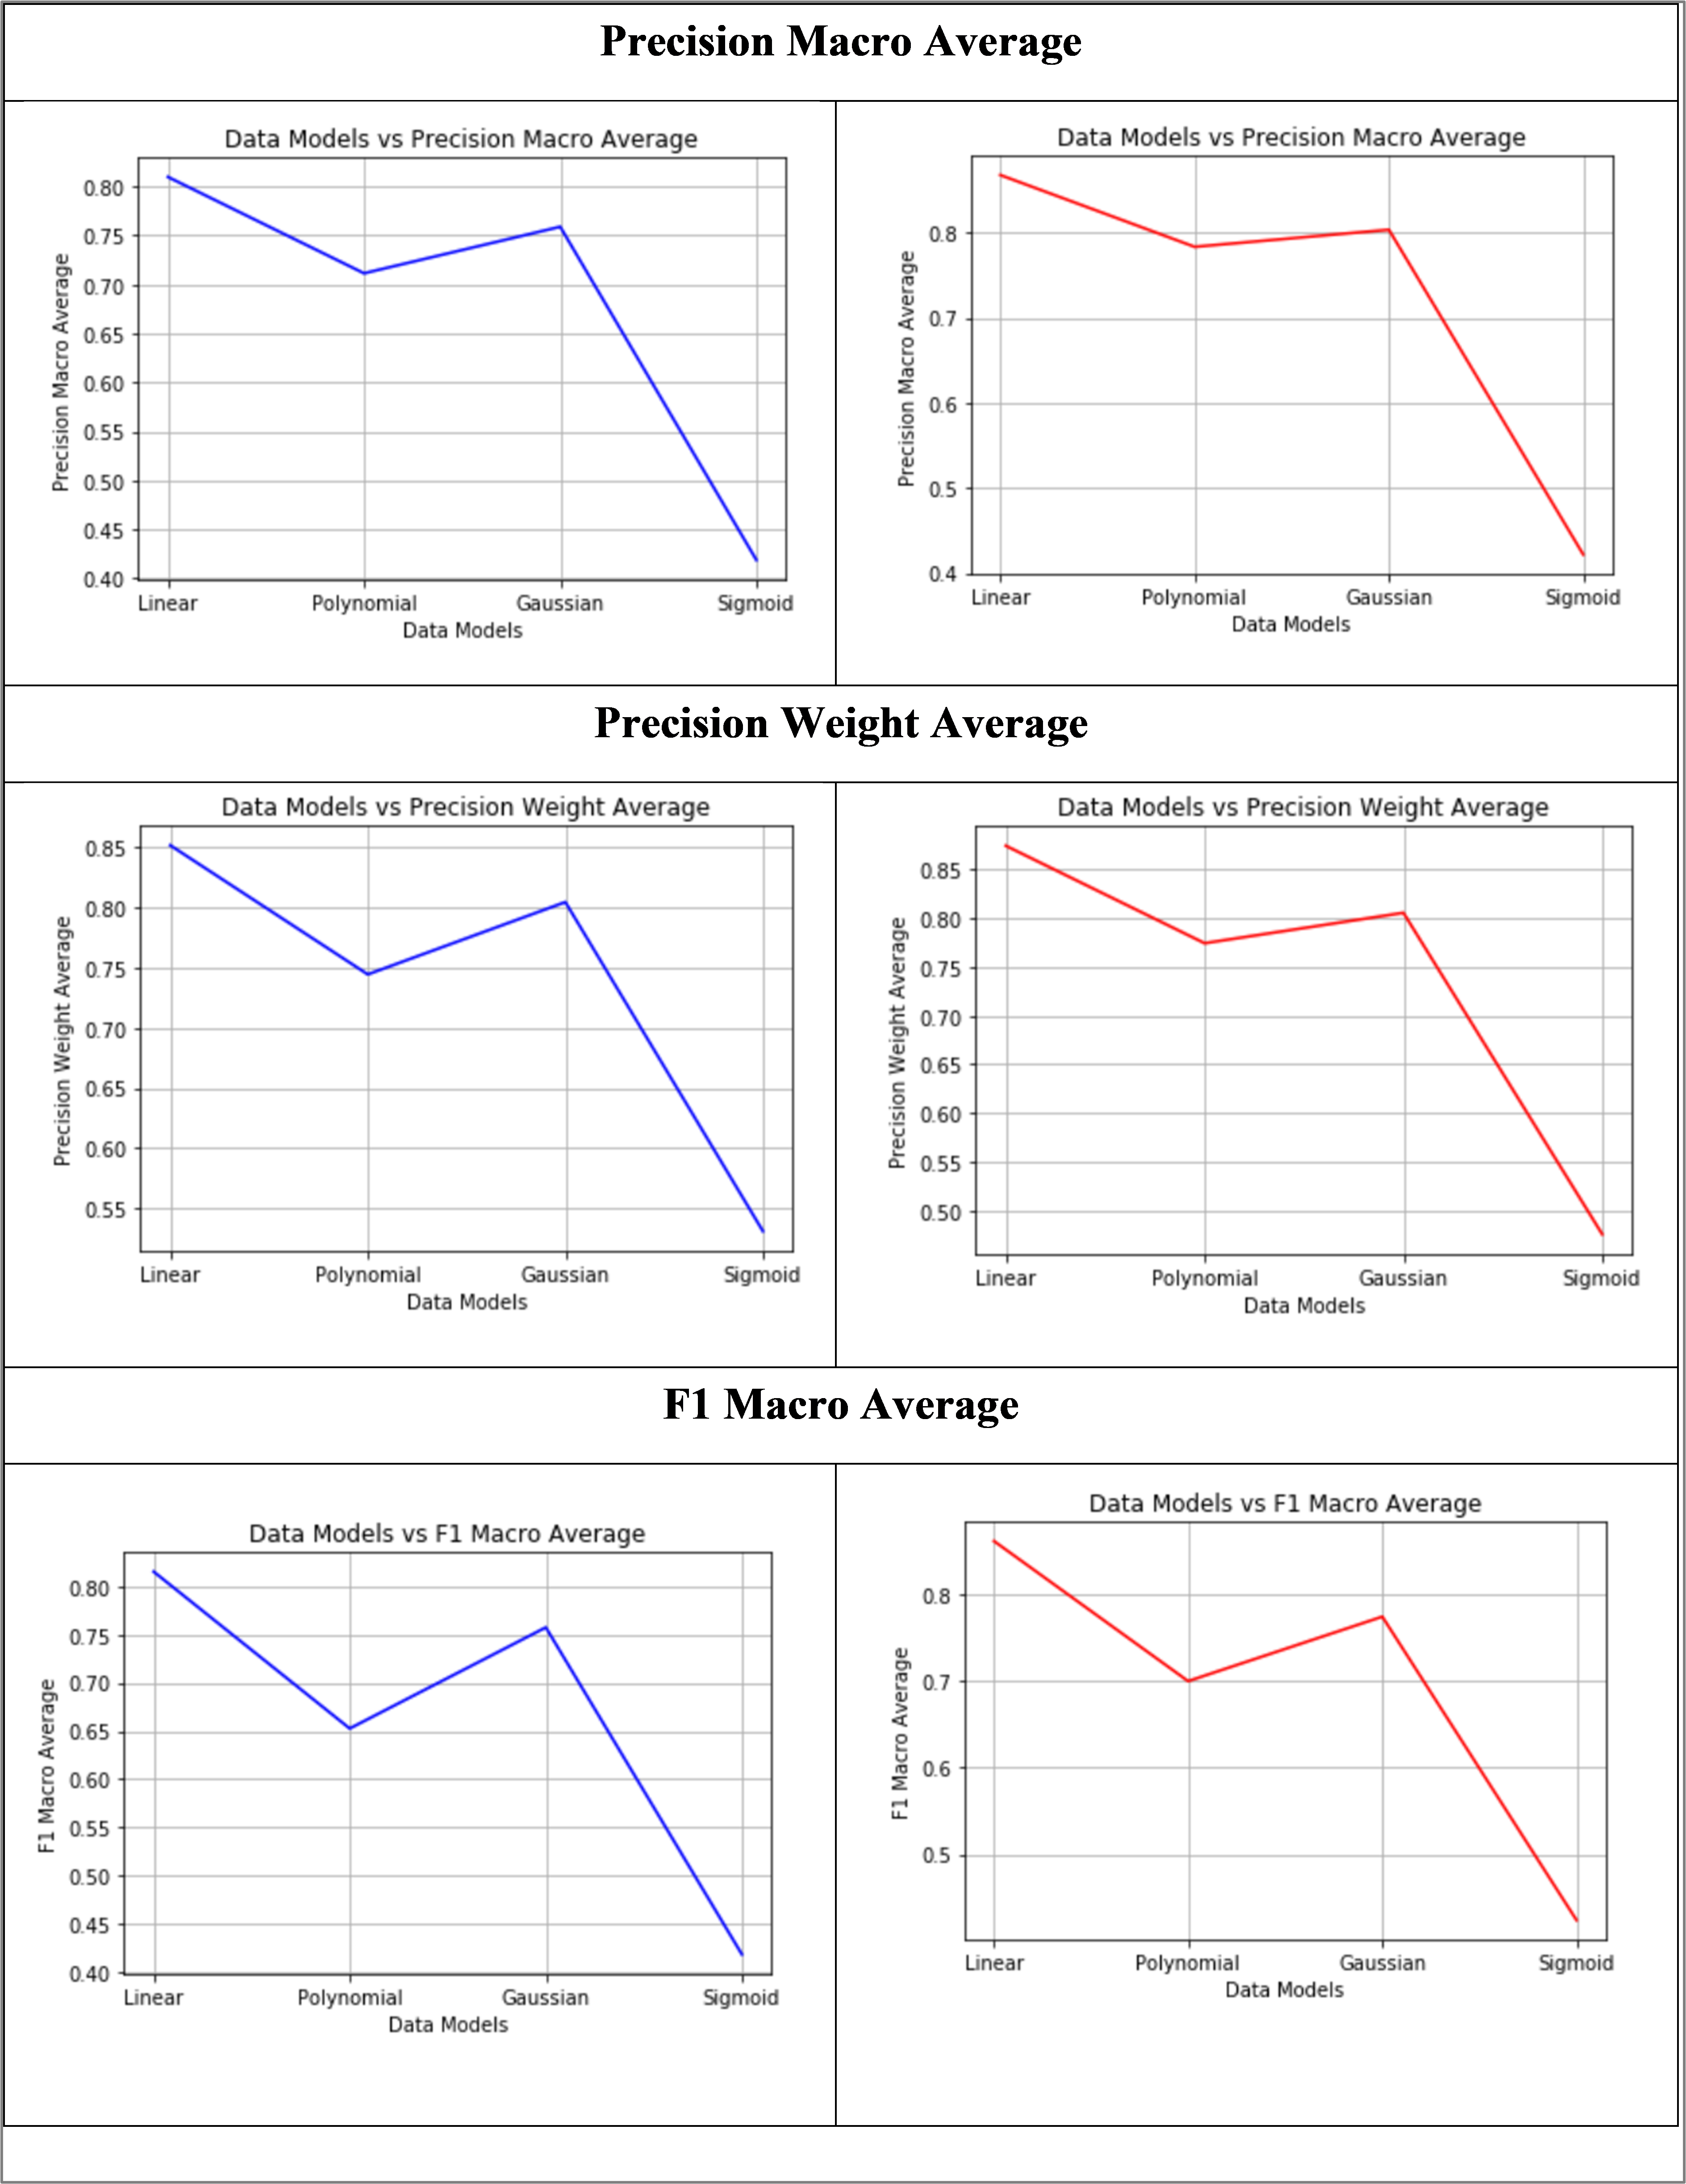 Precision Macro Average
Data Models vs Precision Macro Average
Precision Macro Average
0.80
0.75
0.70
0.65
0.60
0.55
0.50
0.45
0.40
Linear Polynomial Gaussian Sigmoid
Data Models
Data Models vs Precision Macro Average
Precision Macro Average
0.8
0.7
0.6
0.5
0.4
Linear Polynomial Gaussian Sigmoid
Data Models
Precision Weight Average
Data Models vs Precision Weight Average
Precision Weight Average
0.85
0.80
0.75
0.70
0.65
0.60
0.55
Linear Polynomial Gaussian Sigmoid
Data Models
Data Models vs Precision Weight Average
Precision Weight Average
0.85
0.80
0.75
0.70
0.65
0.60
0.55
0.50
Linear Polynomial Gaussian Sigmoid
Data Models
F1 Macro Average
Data Models vs F1 Macro Average
F1 Macro Average
0.80
0.75
0.70
0.65
0.60
0.55
0.50
0.45
0.40
Linear Polynomial Gaussian Sigmoid
Data Models
Data Models vs F1 Macro Average
F1 Macro Average
0.8
0.7
0.6
0.5
Linear Polynomial Gaussian Sigmoid
Data Models